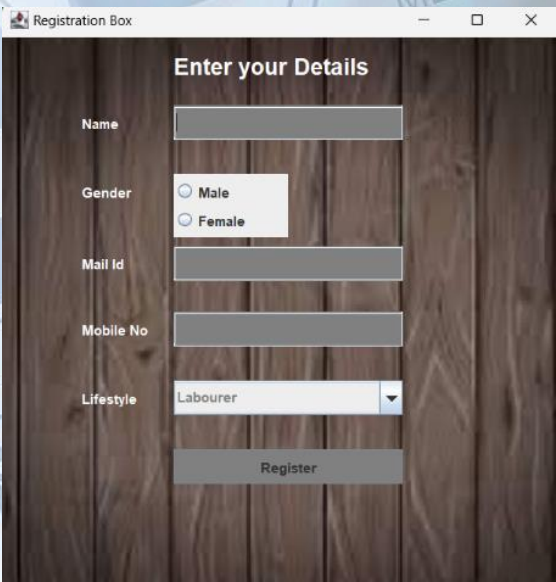 Registration Box
Enter your Details
Name
Gender
Male
Female
Mail Id
Mobile No
Lifestyle
Labourer
Register